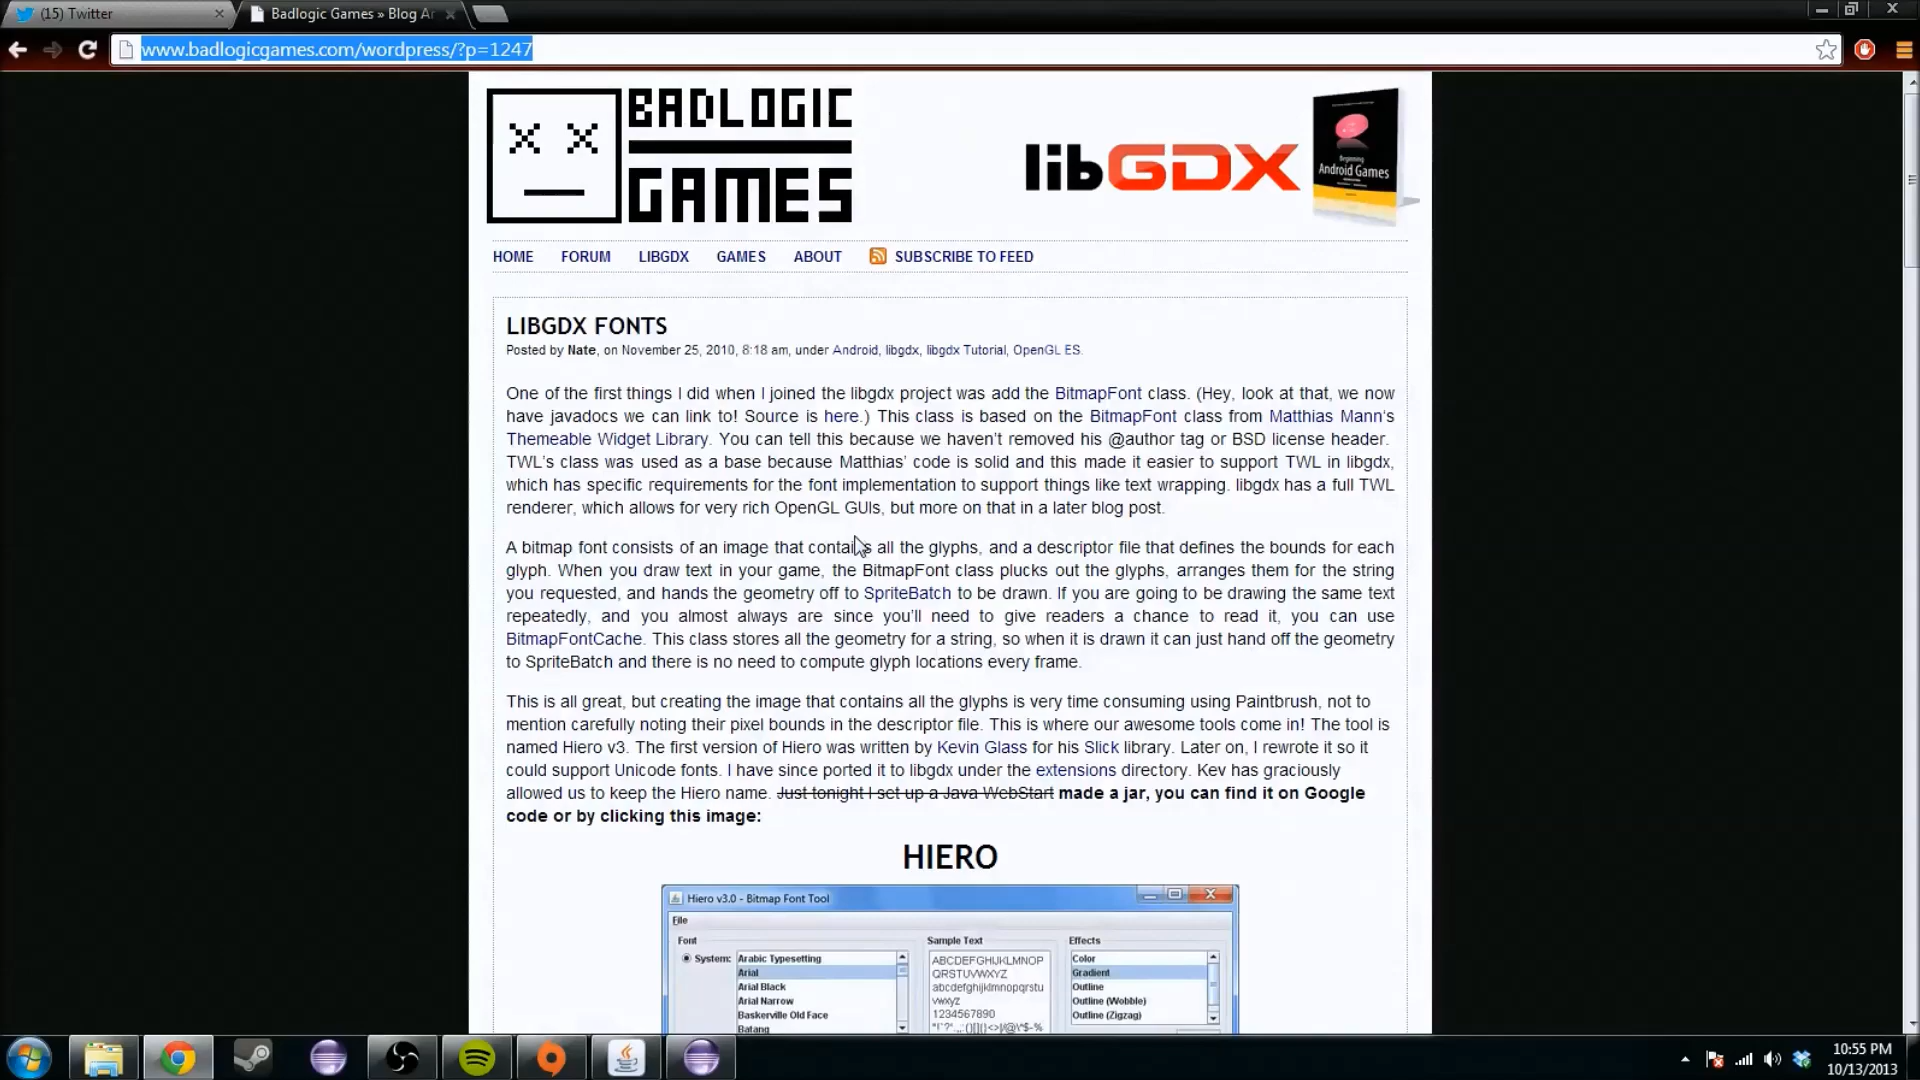 (15) Twitter
Badlogic Games » Blog Ar
www.badlogicgames.com/wordpress/?p=1247
BADLOGIC
GAMES
libGDX
Beginning
Android Games
HOME FORUM LIBGDX GAMES ABOUT SUBSCRIBE TO FEED
LIBGDX FONTS
Posted by Nate, on November 25, 2010, 8:18 am, under Android, libgdx, libgdx Tutorial, OpenGL ES.
One of the first things I did when I joined the libgdx project was add the BitmapFont class. (Hey, look at that, we now
have javadocs we can link to! Source is here.) This class is based on the BitmapFont class from Matthias Mann‘s
Themeable Widget Library. You can tell this because we haven’t removed his @author tag or BSD license header.
TWL’s class was used as a base because Matthias’ code is solid and this made it easier to support TWL in libgdx,
which has specific requirements for the font implementation to support things like text wrapping. libgdx has a full TWL
renderer, which allows for very rich OpenGL GUIs, but more on that in a later blog post.
A bitmap font consists of an image that contains all the glyphs, and a descriptor file that defines the bounds for each
glyph. When you draw text in your game, the BitmapFont class plucks out the glyphs, arranges them for the string
you requested, and hands the geometry off to SpriteBatch to be drawn. If you are going to be drawing the same text
repeatedly, and you almost always are since you’ll need to give readers a chance to read it, you can use
BitmapFontCache. This class stores all the geometry for a string, so when it is drawn it can just hand off the geometry
to SpriteBatch and there is no need to compute glyph locations every frame.
This is all great, but creating the image that contains all the glyphs is very time consuming using Paintbrush, not to
mention carefully noting their pixel bounds in the descriptor file. This is where our awesome tools come in! The tool is
named Hiero v3. The first version of Hiero was written by Kevin Glass for his Slick library. Later on, I rewrote it so it
could support Unicode fonts. I have since ported it to libgdx under the extensions directory. Kev has graciously
allowed us to keep the Hiero name. Just tonight I set up a Java WebStart made a jar, you can find it on Google
code or by clicking this image:
HIERO
Hiero v3.0 - Bitmap Font Tool
File
Font Sample Text Effects
System: Arabic Typesetting ABCDEFGHIJKLMNOP Color
Arial QRSTUVWXYZ Gradient
Arial Black abcdefghijklmnopqrstu Outline
Arial Narrow vwxyz Outline (Wobble)
Baskerville Old Face 1234567890 Outline (Zigzag)
Batang
10:55 PM
10/13/2013